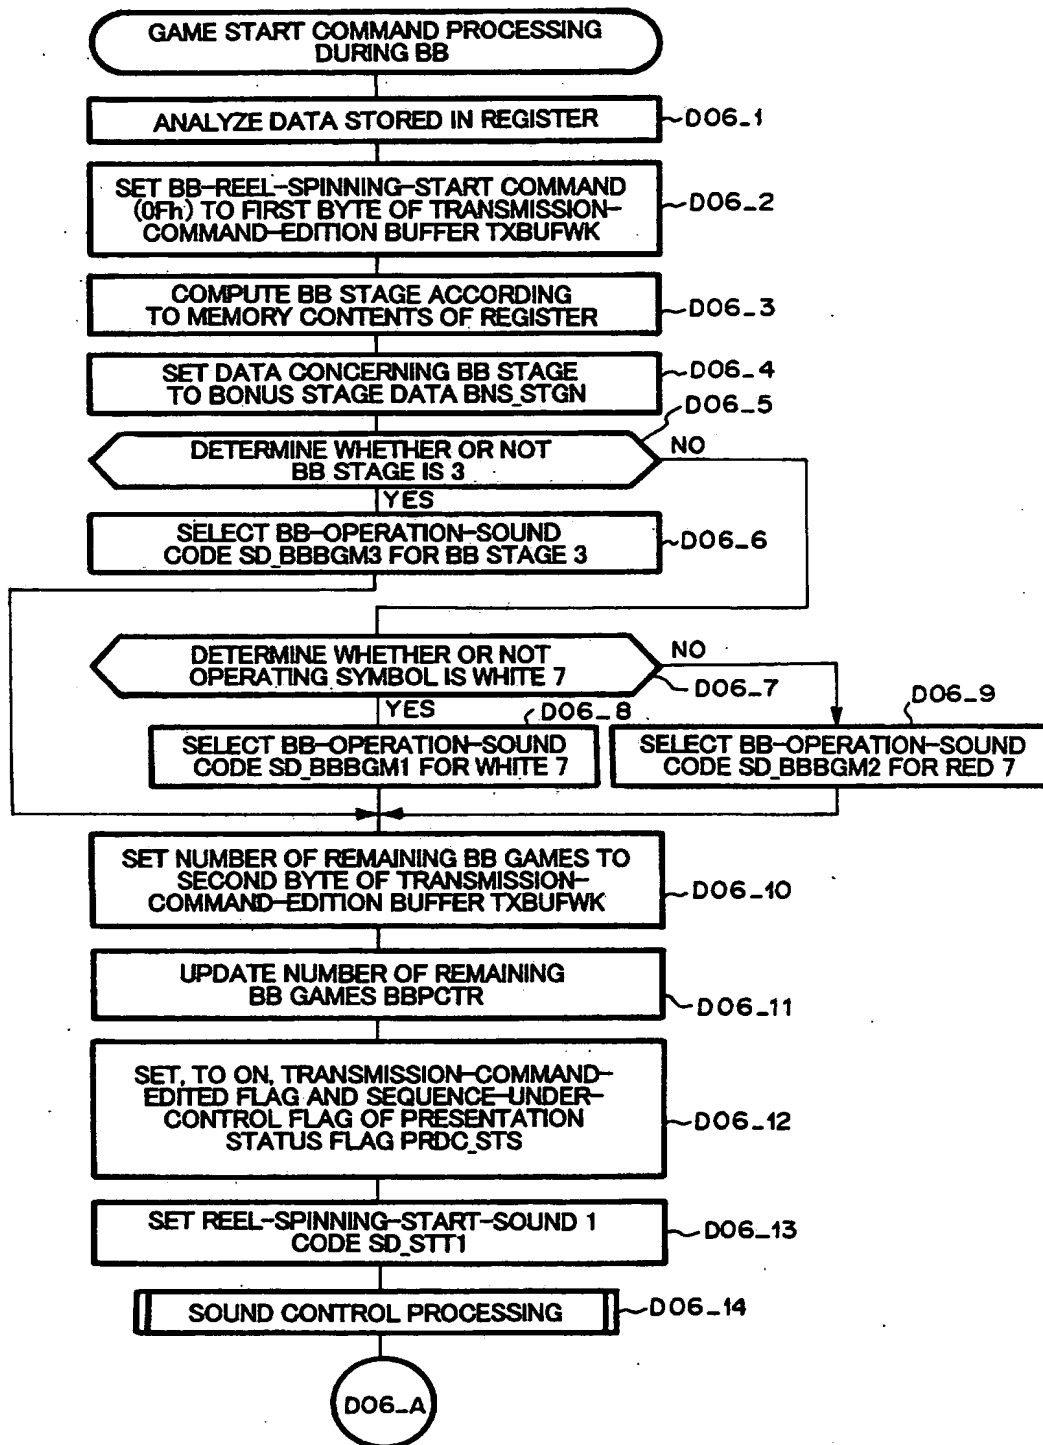 GAME START COMMAND PROCESSING
DURING BB
ANALYZE DATA STORED IN REGISTER
D06_1
SET BB-REEL-SPINNING-START COMMAND
(0Fh) TO FIRST BYTE OF TRANSMISSION-
COMMAND-EDITION BUFFER TXBUFWK
D06_2
COMPUTE BB STAGE ACCORDING
TO MEMORY CONTENTS OF REGISTER
D06_3
SET DATA CONCERNING BB STAGE
TO BONUS STAGE DATA BNS_STGN
D06_4
D06_5
DETERMINE WHETHER OR NOT
BB STAGE IS 3
NO
YES
SELECT BB-OPERATION-SOUND
CODE SD_BBBGM3 FOR BB STAGE 3
D06_6
DETERMINE WHETHER OR NOT
OPERATING SYMBOL IS WHITE 7
NO
D06_7
YES
D06_8
D06_9
SELECT BB-OPERATION-SOUND
CODE SD_BBBGM1 FOR WHITE 7
SELECT BB-OPERATION-SOUND
CODE SD_BBBGM2 FOR RED 7
SET NUMBER OF REMAINING BB GAMES TO
SECOND BYTE OF TRANSMISSION-
COMMAND-EDITION BUFFER TXBUFWK
D06_10
UPDATE NUMBER OF REMAINING
BB GAMES BBPCTR
D06_11
SET, TO ON, TRANSMISSION-COMMAND-
EDITED FLAG AND SEQUENCE-UNDER-
CONTROL FLAG OF PRESENTATION
STATUS FLAG PRDC_STS
D06_12
SET REEL-SPINNING-START-SOUND 1
CODE SD_STT1
D06_13
SOUND CONTROL PROCESSING
D06_14
D06_A